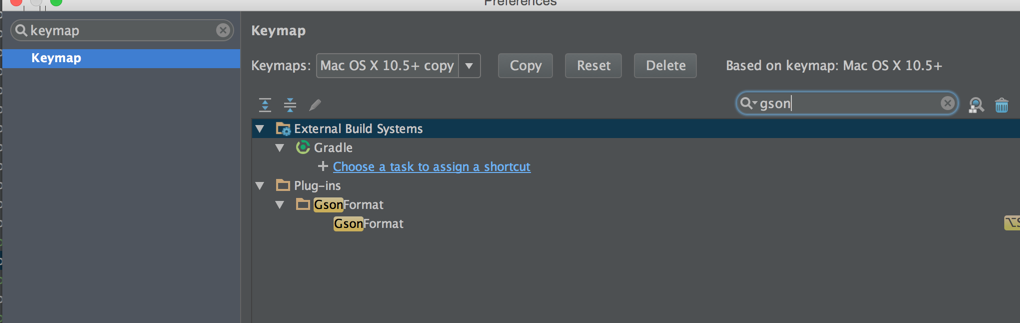 Preferences
keymap
Keymap
Keymap
Keymaps: Mac OS X 10.5+ copy Copy Reset Delete Based on keymap: Mac OS X 10.5+
gson
External Build Systems
Gradle
Choose a task to assign a shortcut
Plug-ins
GsonFormat
GsonFormat